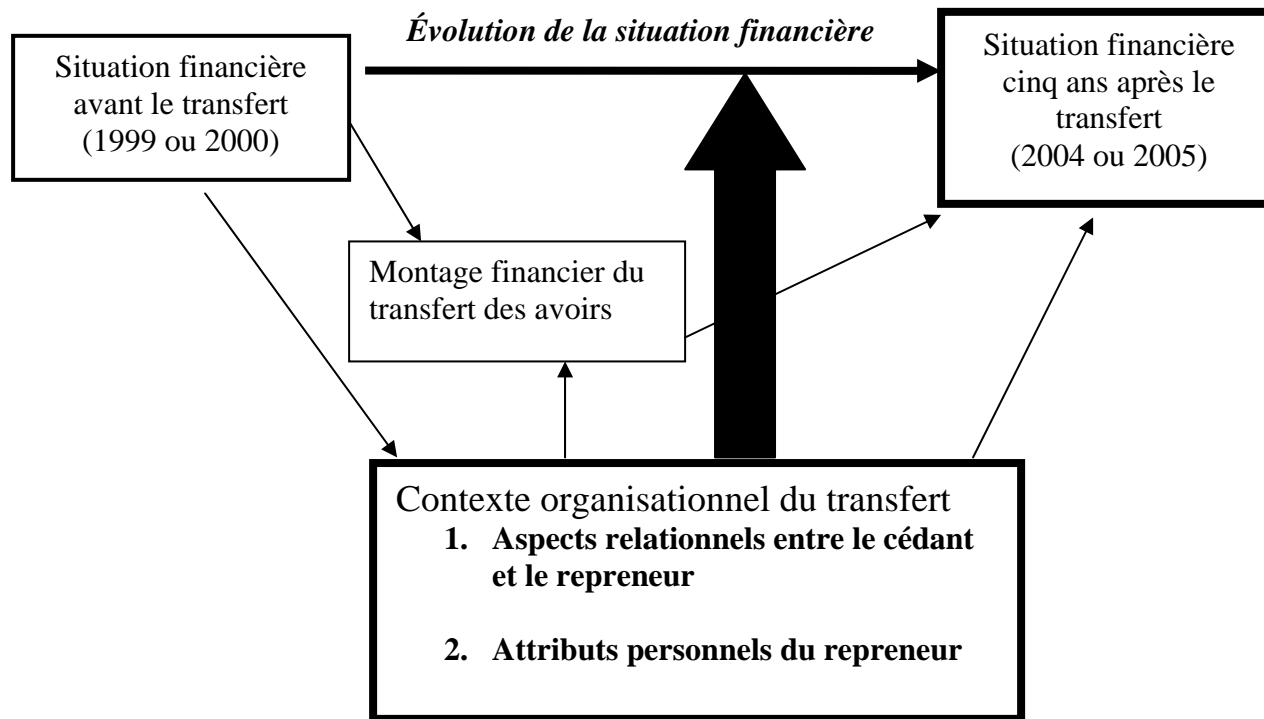 Évolution de la situation financière
Situation financière
avant le transfert
(1999 ou 2000)
Situation financière
cinq ans après le
transfert
(2004 ou 2005)
Montage financier du
transfert des avoirs
Contexte organisationnel du transfert
1. Aspects relationnels entre le cédant
et le repreneur
2. Attributs personnels du repreneur